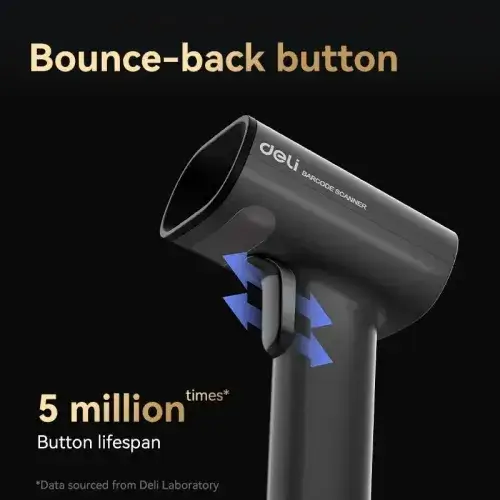 Bounce-back button
deli BARCODE SCANNER
5 million times*
Button lifespan
*Data sourced from Deli Laboratory